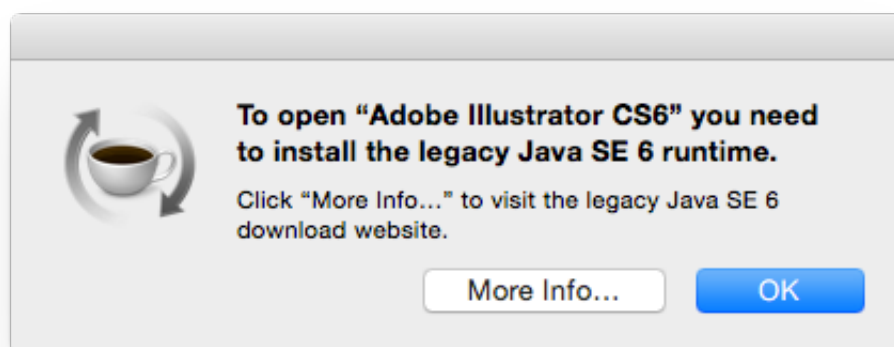 To open “Adobe Illustrator CS6” you need
to install the legacy Java SE 6 runtime.
Click “More Info...” to visit the legacy Java SE 6
download website.
More Info...
OK